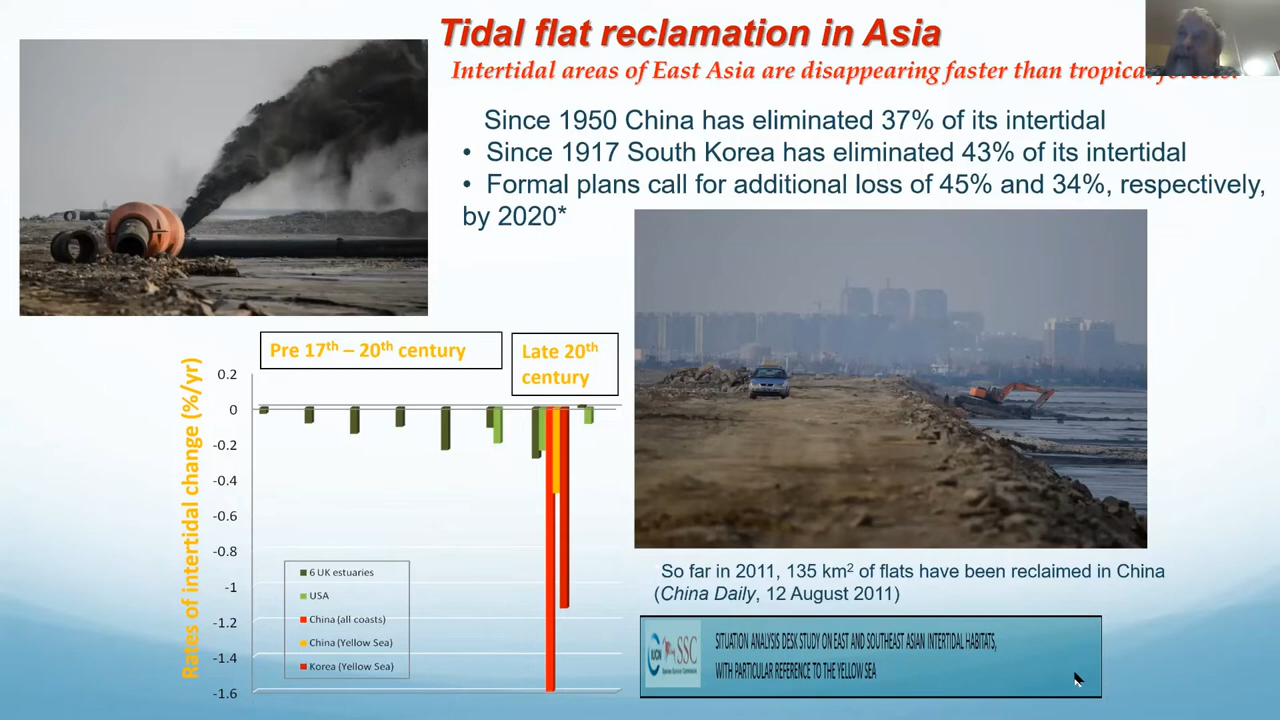 Tidal flat reclamation in Asia
Intertidal areas of East Asia are disappearing faster than tropical
Since 1950 China has eliminated 37% of its intertidal
• Since 1917 South Korea has eliminated 43% of its intertidal
• Formal plans call for additional loss of 45% and 34%, respectively,
by 2020*
Pre 17th – 20th century
Late 20th
century
Rates of intertidal change (%/yr)
0.2
0
-0.2
-0.4
-0.6
-0.8
-1
-1.2
-1.4
-1.6
6 UK estuaries
USA
China (all coasts)
China (Yellow Sea)
Korea (Yellow Sea)
So far in 2011, 135 km² of flats have been reclaimed in China
(China Daily, 12 August 2011)
IUCN
SSC
SITUATION ANALYSIS DESK STUDY ON EAST AND SOUTHEAST ASIAN INTERTIDAL HABITATS,
WITH PARTICULAR REFERENCE TO THE YELLOW SEA